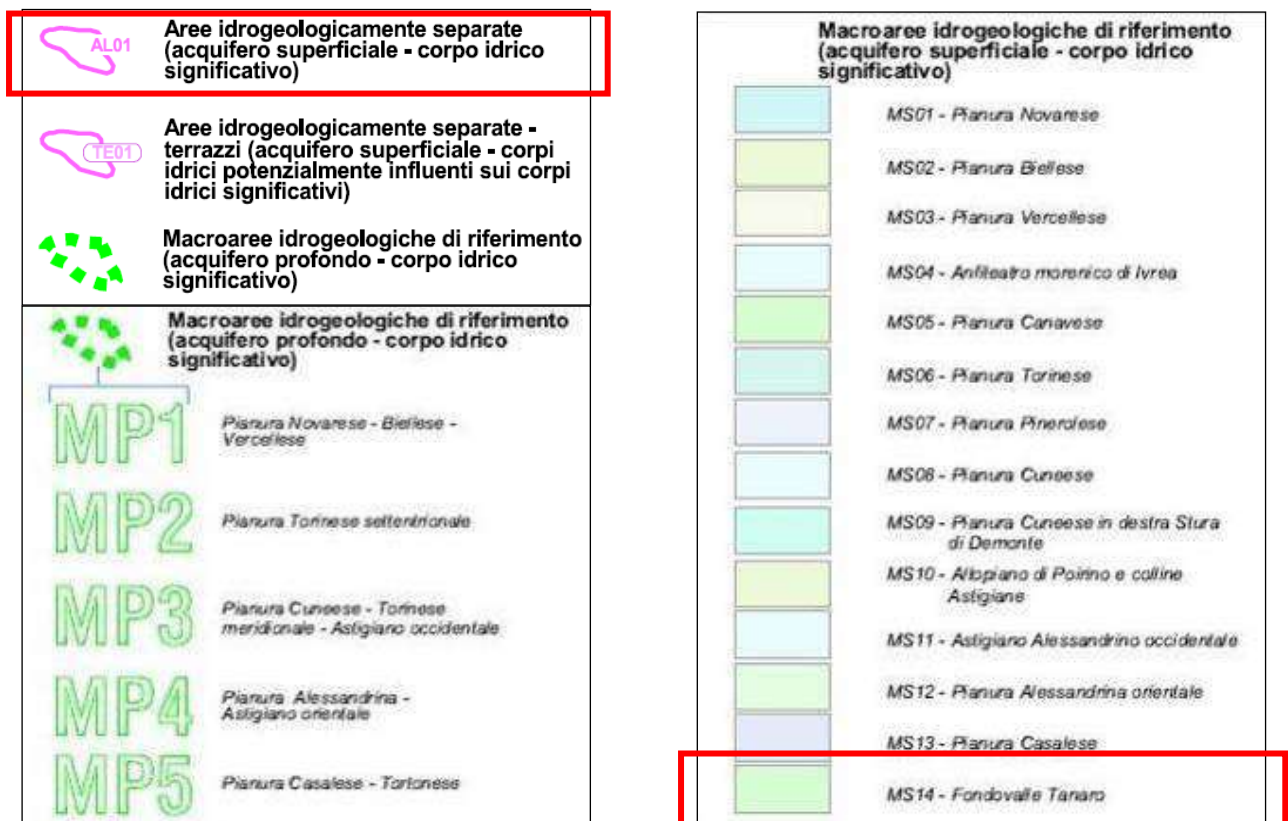 AL01
Aree idrogeologicamente separate
(acquifero superficiale - corpo idrico
significativo)
TE01
Aree idrogeologicamente separate -
terrazzi (acquifero superficiale - corpi
idrici potenzialmente influenti sui corpi
idrici significativi)
Macroaree idrogeologiche di riferimento
(acquifero profondo - corpo idrico
significativo)
Macroaree idrogeologiche di riferimento
(acquifero profondo - corpo idrico
significativo)
MP1
Pianura Novarese - Biellese -
Vercellese
MP2
Pianura Torinese settentrionale
MP3
Pianura Cuneese - Torinese
meridionale - Astigiano occidentale
MP4
Pianura Alessandrina -
Astigiano orientale
MP5
Pianura Casalese - Tortonese
Macroaree idrogeologiche di riferimento
(acquifero superficiale - corpo idrico
significativo)
MS01 - Pianura Novarese
MS02 - Pianura Biellese
MS03 - Pianura Vercellese
MS04 - Anfiteatro morenico di Ivrea
MS05 - Pianura Canavese
MS06 - Pianura Torinese
MS07 - Pianura Pinerolese
MS08 - Pianura Cuneese
MS09 - Pianura Cuneese in destra Stura
di Demonte
MS10 - Altopiano di Poirino e colline
Astigiane
MS11 - Astigiano Alessandrino occidentale
MS12 - Pianura Alessandrina orientale
MS13 - Pianura Casalese
MS14 - Fondovalle Tanaro